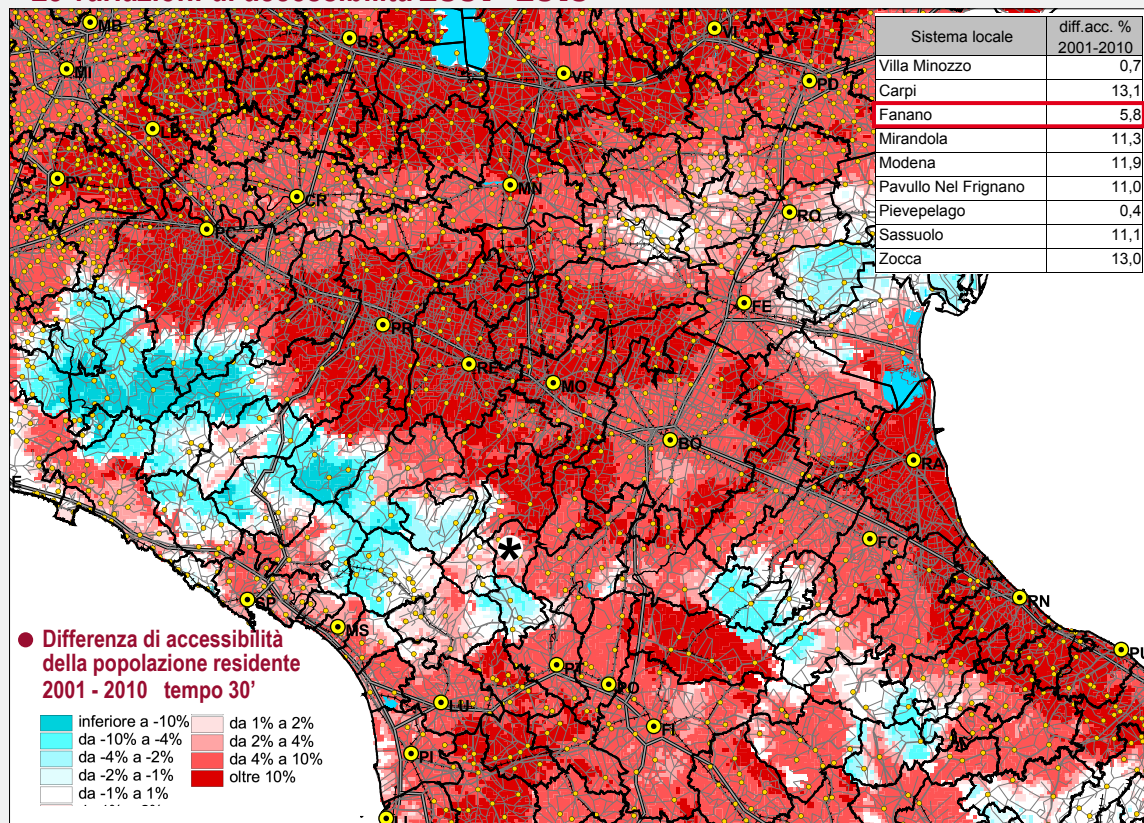 MB
MI
BS
VI
VR
PD
LO
PV
CR
MN
RO
PC
FE
PR
RE
MO
BO
RA
FC
RN
SP
MS
PU
PT
PO
LU
FI
PI
LI
*
Sistema locale diff.acc. % 2001-2010
Villa Minozzo 0,7
Carpi 13,1
Fanano 5,8
Mirandola 11,3
Modena 11,9
Pavullo Nel Frignano 11,0
Pievepelago 0,4
Sassuolo 11,1
Zocca 13,0
● Differenza di accessibilità
della popolazione residente
2001 - 2010 tempo 30’
inferiore a -10%
da -10% a -4%
da -4% a -2%
da -2% a -1%
da -1% a 1%
da 1% a 2%
da 2% a 4%
da 4% a 10%
oltre 10%